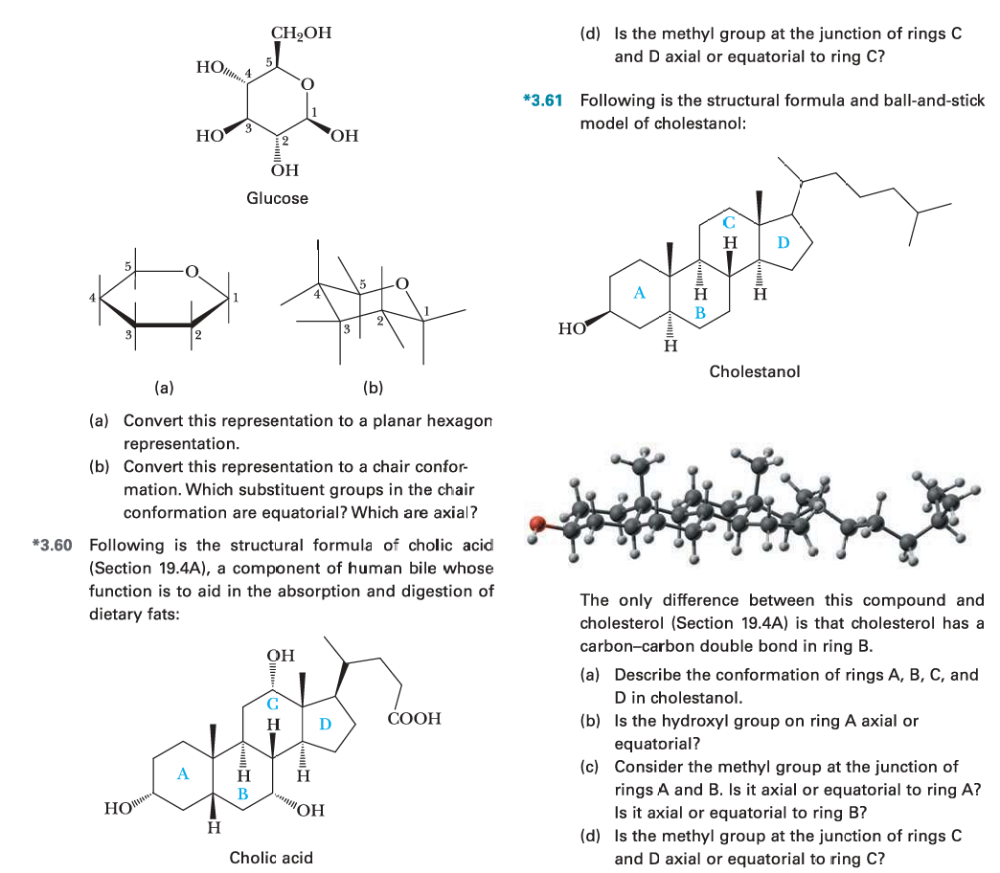 CH₂OH
HO
5
4
O
1
HO
3
2
OH
OH
Glucose
5
O
4
1
3
2
(a)
4
5
O
3
2
1
(b)
(a) Convert this representation to a planar hexagon
representation.
(b) Convert this representation to a chair confor-
mation. Which substituent groups in the chair
conformation are equatorial? Which are axial?
*3.60 Following is the structural formula of cholic acid
(Section 19.4A), a component of human bile whose
function is to aid in the absorption and digestion of
dietary fats:
OH
C
H
D
COOH
A
H
H
B
HO
OH
H
Cholic acid
(d) Is the methyl group at the junction of rings C
and D axial or equatorial to ring C?
*3.61 Following is the structural formula and ball-and-stick
model of cholestanol:
C
H
D
A
H
H
B
HO
H
Cholestanol
The only difference between this compound and
cholesterol (Section 19.4A) is that cholesterol has a
carbon–carbon double bond in ring B.
(a) Describe the conformation of rings A, B, C, and
D in cholestanol.
(b) Is the hydroxyl group on ring A axial or
equatorial?
(c) Consider the methyl group at the junction of
rings A and B. Is it axial or equatorial to ring A?
Is it axial or equatorial to ring B?
(d) Is the methyl group at the junction of rings C
and D axial or equatorial to ring C?